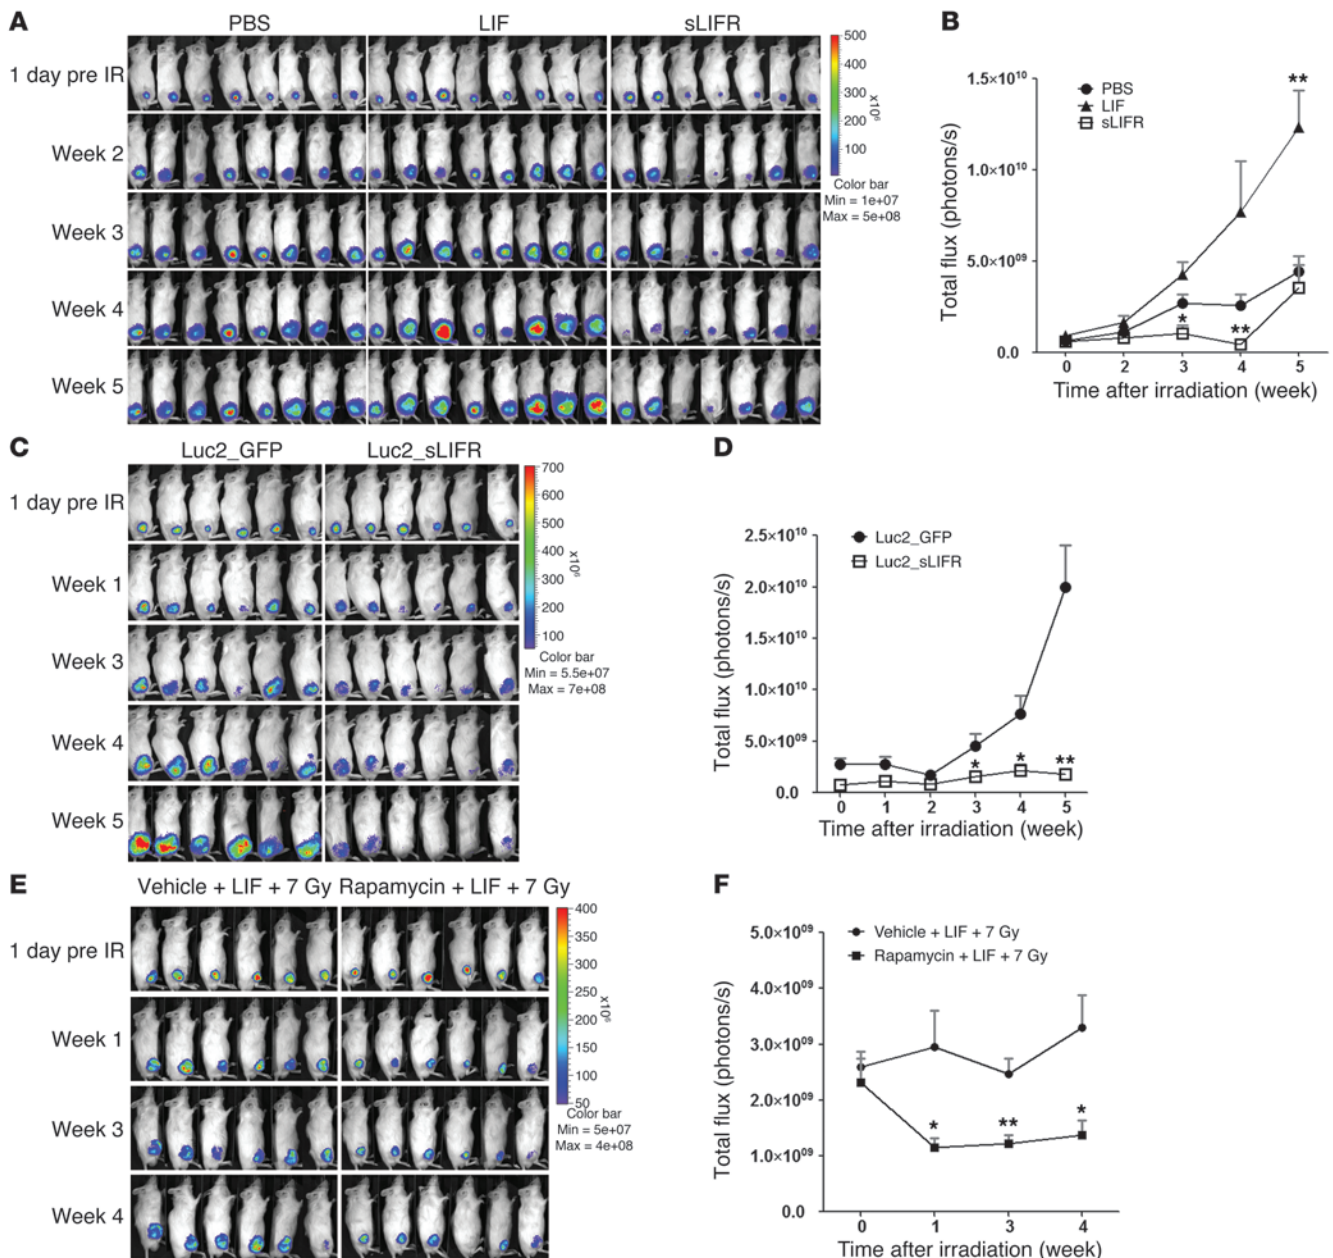 A
PBS
LIF
sLIFR
1 day pre IR
Week 2
Week 3
Week 4
Week 5
500
400
300
200
100
x10⁶
Color bar
Min = 1e+07
Max = 5e+08
B
Total flux (photons/s)
1.5×10¹⁰
1.0×10¹⁰
5.0×10⁰⁹
0.0
PBS
LIF
sLIFR
**
*
**
0 2 3 4 5
Time after irradiation (week)
C
Luc2_GFP
Luc2_sLIFR
1 day pre IR
Week 1
Week 3
Week 4
Week 5
700
600
500
400
300
200
100
x10⁶
Color bar
Min = 5.5e+07
Max = 7e+08
D
Total flux (photons/s)
2.5×10¹⁰
2.0×10¹⁰
1.5×10¹⁰
1.0×10¹⁰
5.0×10⁰⁹
0.0
Luc2_GFP
Luc2_sLIFR
* * **
0 1 2 3 4 5
Time after irradiation (week)
E
Vehicle + LIF + 7 Gy
Rapamycin + LIF + 7 Gy
1 day pre IR
Week 1
Week 3
Week 4
400
350
300
250
200
150
100
50
x10⁶
Color bar
Min = 5e+07
Max = 4e+08
F
Total flux (photons/s)
5.0×10⁰⁹
4.0×10⁰⁹
3.0×10⁰⁹
2.0×10⁰⁹
1.0×10⁰⁹
0.0
Vehicle + LIF + 7 Gy
Rapamycin + LIF + 7 Gy
* ** *
0 1 3 4
Time after irradiation (week)